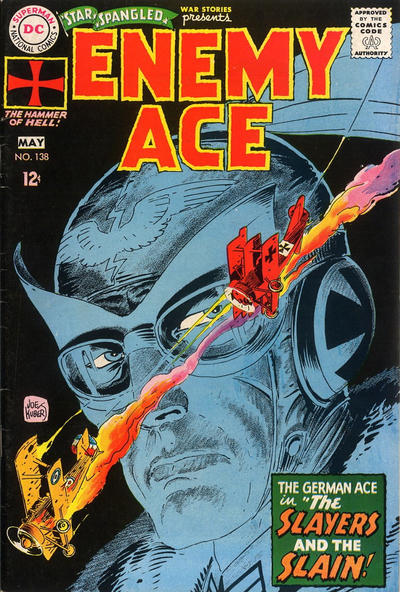 SUPERMAN
DC
NATIONAL COMICS
"STAR SPANGLED"
WAR STORIES
presents
APPROVED
BY THE
COMICS
CODE
AUTHORITY
ENEMY
ACE
THE HAMMER
OF HELL!
MAY
NO. 138
12¢
JOE
KUBERT
THE GERMAN ACE
in "The
SLAYERS
AND THE
SLAIN!